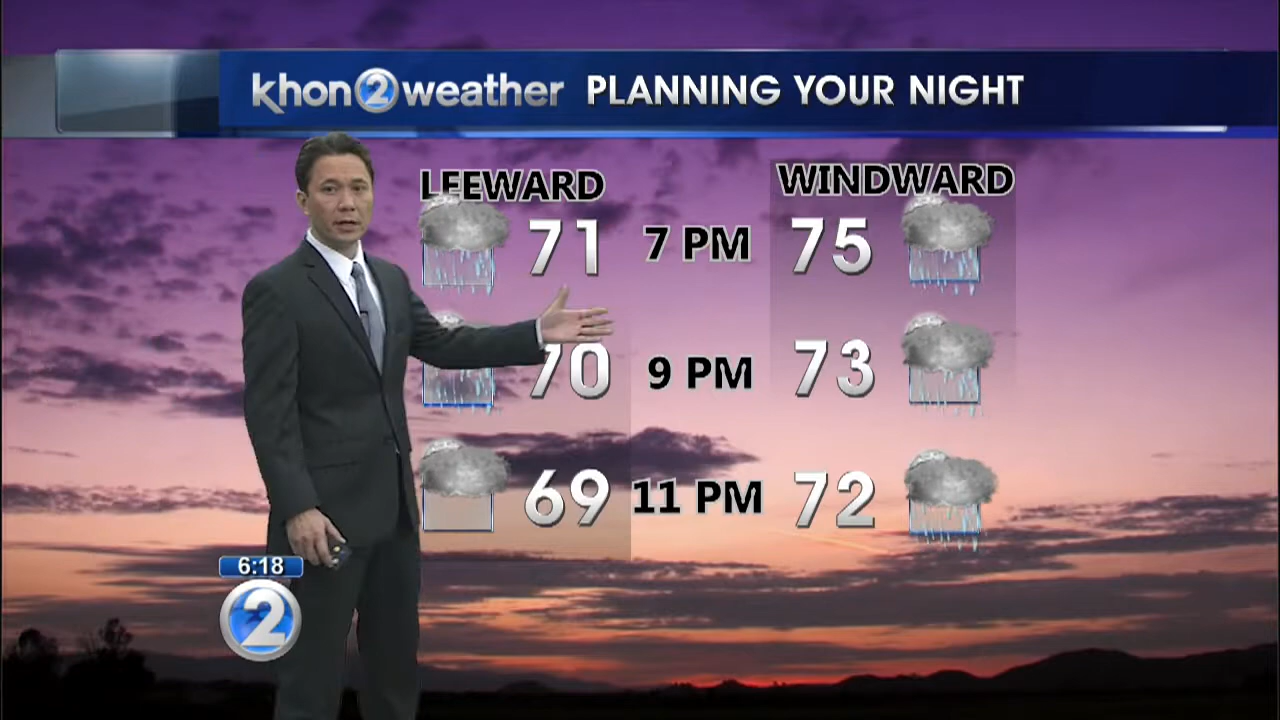 khon2weather PLANNING YOUR NIGHT
LEEWARD WINDWARD
71 7 PM 75
70 9 PM 73
69 11 PM 72
6:18
2